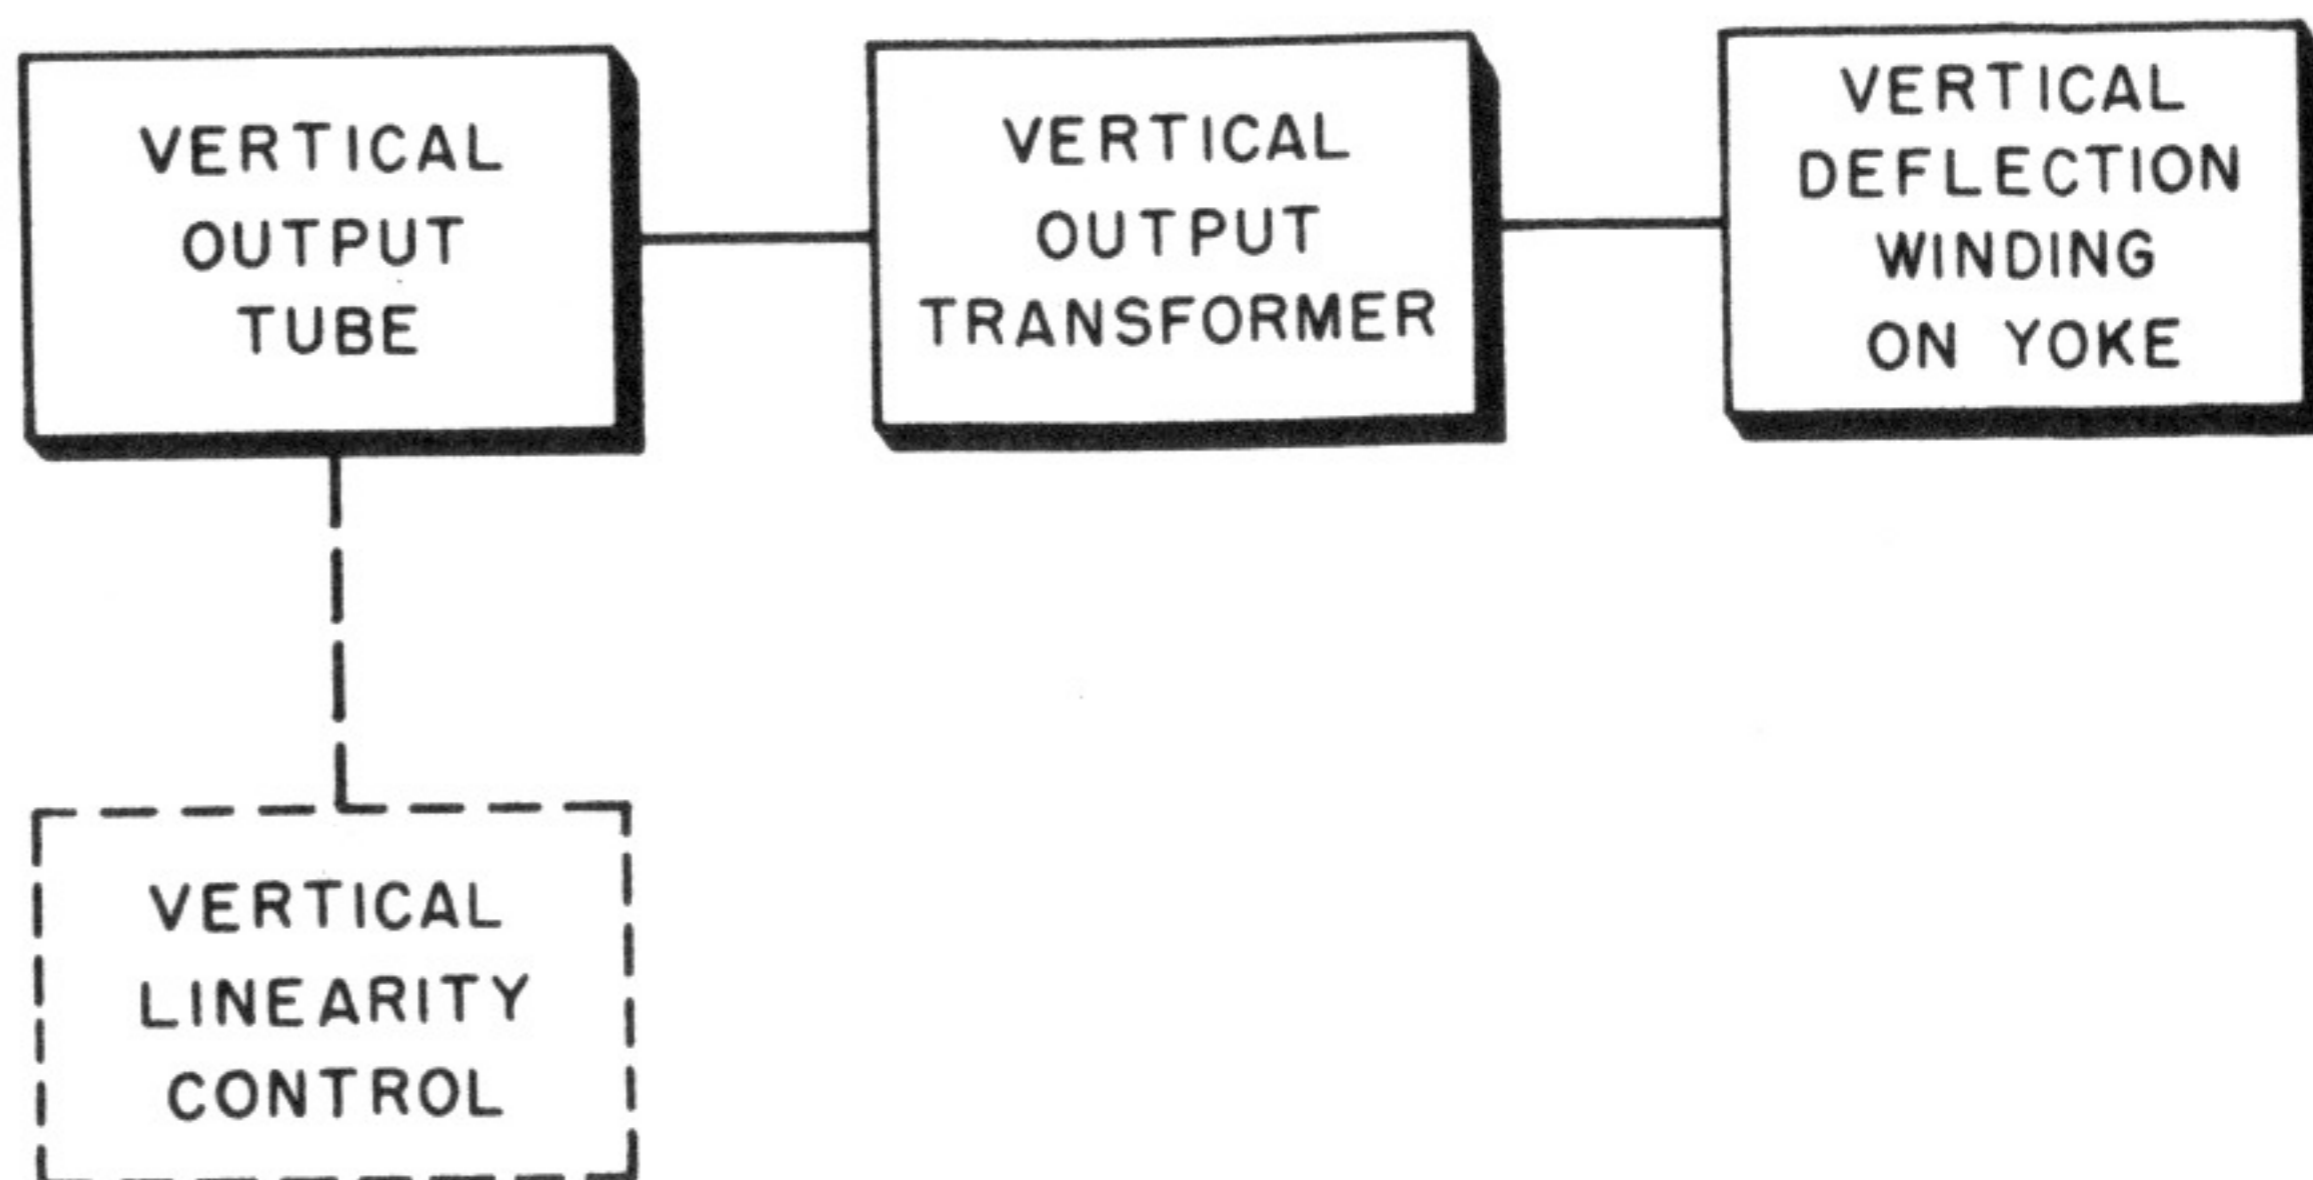 VERTICAL
OUTPUT
TUBE
VERTICAL
OUTPUT
TRANSFORMER
VERTICAL
DEFLECTION
WINDING
ON YOKE
VERTICAL
LINEARITY
CONTROL